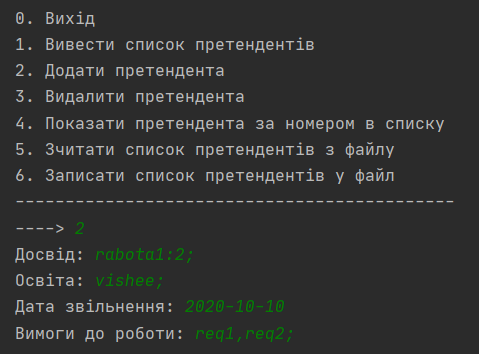 0. Вихід
1. Вивести список претендентів
2. Додати претендента
3. Видалити претендента
4. Показати претендента за номером в списку
5. Зчитати список претендентів з файлу
6. Записати список претендентів у файл
--------------------------------------------
----> 2
Досвід: rabota1:2;
Освіта: vishee;
Дата звільнення: 2020-10-10
Вимоги до роботи: req1,req2;